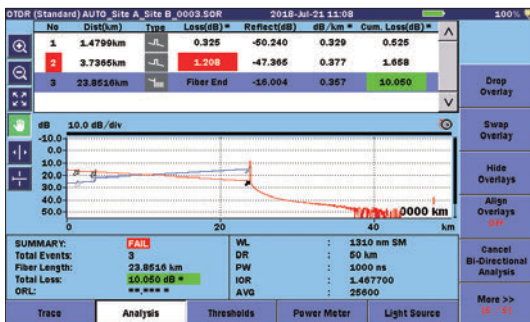 OTDR (Standard) AUTO_Site A_Site B_0003.SOR 2018-Jul-21 11:08 100%
No Dist(km) Type Loss(dB)* Reflect(dB) dB/km* Cum. Loss(dB)*
1 1.4799km 0.325 -50.240 0.329 0.525
2 3.7365km 1.208 -47.365 0.377 1.658
3 23.8516km Fiber End -16.004 0.357 10.050
dB 10.0 dB/div
-10.0
0.0
10.0
20.0
30.0
40.0
50.0
0000 km
0 20 40 km
SUMMARY: FAIL
Total Events: 3
Fiber Length: 23.8516 km
Total Loss: 10.050 dB *
ORL: **.*** *
WL : 1310 nm SM
DR : 50 km
PW : 1000 ns
IOR : 1.467700
AVG : 25600
Drop Overlay
Swap Overlay
Hide Overlays
Align Overlays
Off
Cancel Bi-Directional Analysis
More >>
Trace Analysis Thresholds Power Meter Light Source